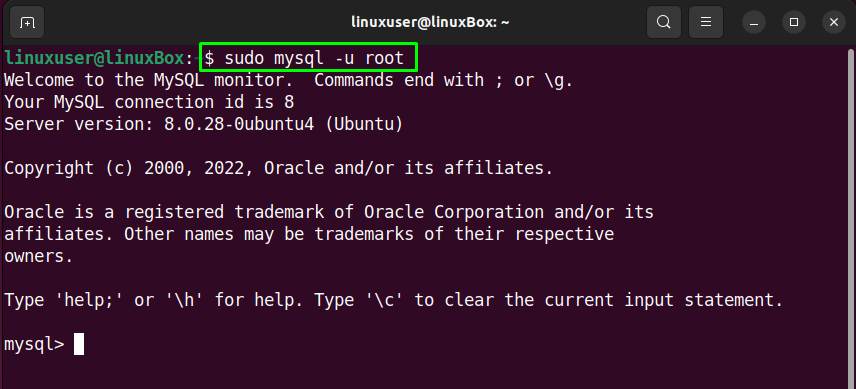 linuxuser@linuxBox: ~
linuxuser@linuxBox:~$ sudo mysql -u root
Welcome to the MySQL monitor.  Commands end with ; or \g.
Your MySQL connection id is 8
Server version: 8.0.28-0ubuntu4 (Ubuntu)
Copyright (c) 2000, 2022, Oracle and/or its affiliates.
Oracle is a registered trademark of Oracle Corporation and/or its
affiliates. Other names may be trademarks of their respective
owners.
Type 'help;' or '\h' for help. Type '\c' to clear the current input statement.
mysql>